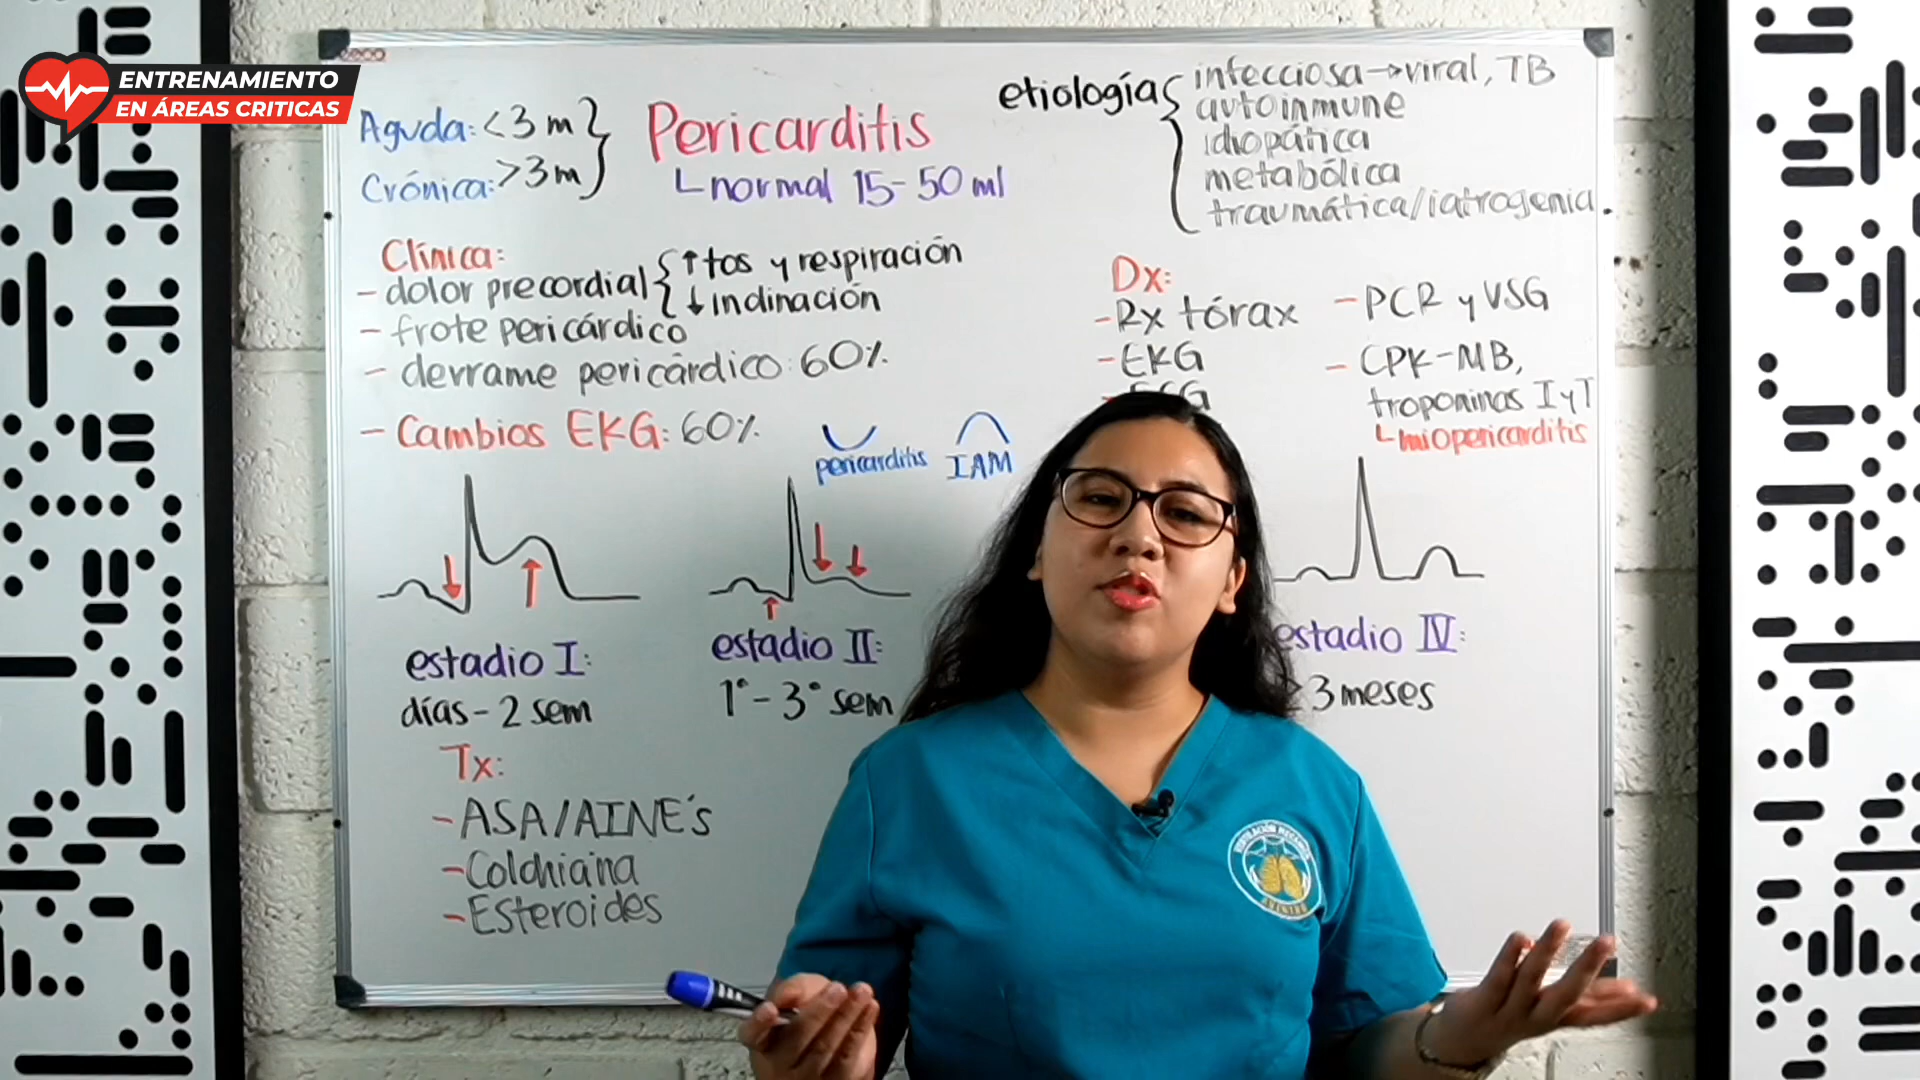 ENTRENAMIENTO
EN ÁREAS CRITICAS
Aguda: <3 m
Crónica: >3 m
Pericarditis
normal 15-50 ml
etiologías
infecciosa → viral, TB
autoinmune
idiopática
metabólica
traumática/iatrogenia
Clínica:
- dolor precordial
↑ tos y respiración
↓ inclinación
- frote pericárdico
- derrame pericárdico: 60%
- Cambios EKG: 60%
pericarditis
IAM
Dx:
- Rx tórax
- EKG
- PCR y VSG
- CPK-MB,
troponinas I y T
miopericarditis
estadio I:
días - 2 sem
estadio II:
1° - 3° sem
estadio IV:
3 meses
Tx:
- ASA/AINE's
- Colchicina
- Esteroides